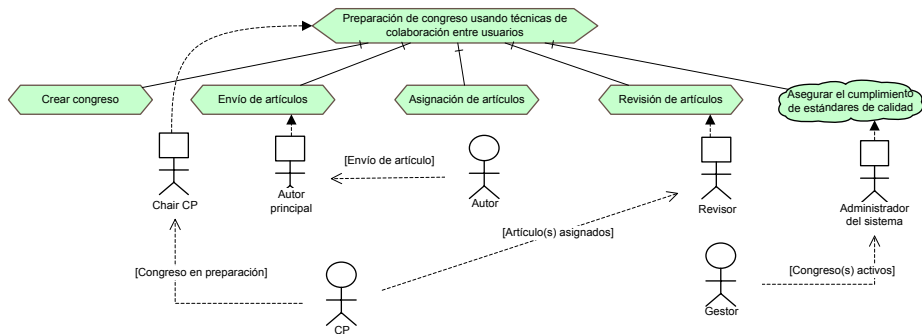 Preparación de congreso usando técnicas de
colaboración entre usuarios
Crear congreso
Envío de artículos
Asignación de artículos
Revisión de artículos
Asegurar el cumplimiento
de estándares de calidad
[Envío de artículo]
Chair CP
Autor
principal
Autor
Revisor
Administrador
del sistema
[Artículo(s) asignados]
[Congreso en preparación]
[Congreso(s) activos]
CP
Gestor